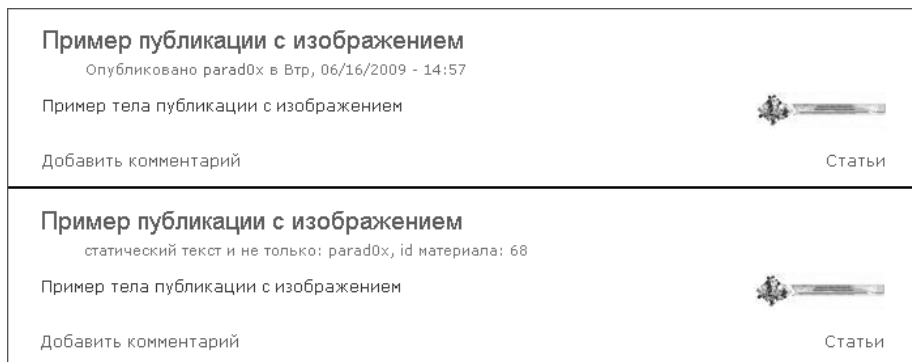 Пример публикации с изображением
Опубликовано parad0x в Втр, 06/16/2009 - 14:57
Пример тела публикации с изображением
Добавить комментарий Статьи
Пример публикации с изображением
статический текст и не только: parad0x, id материала: 68
Пример тела публикации с изображением
Добавить комментарий Статьи